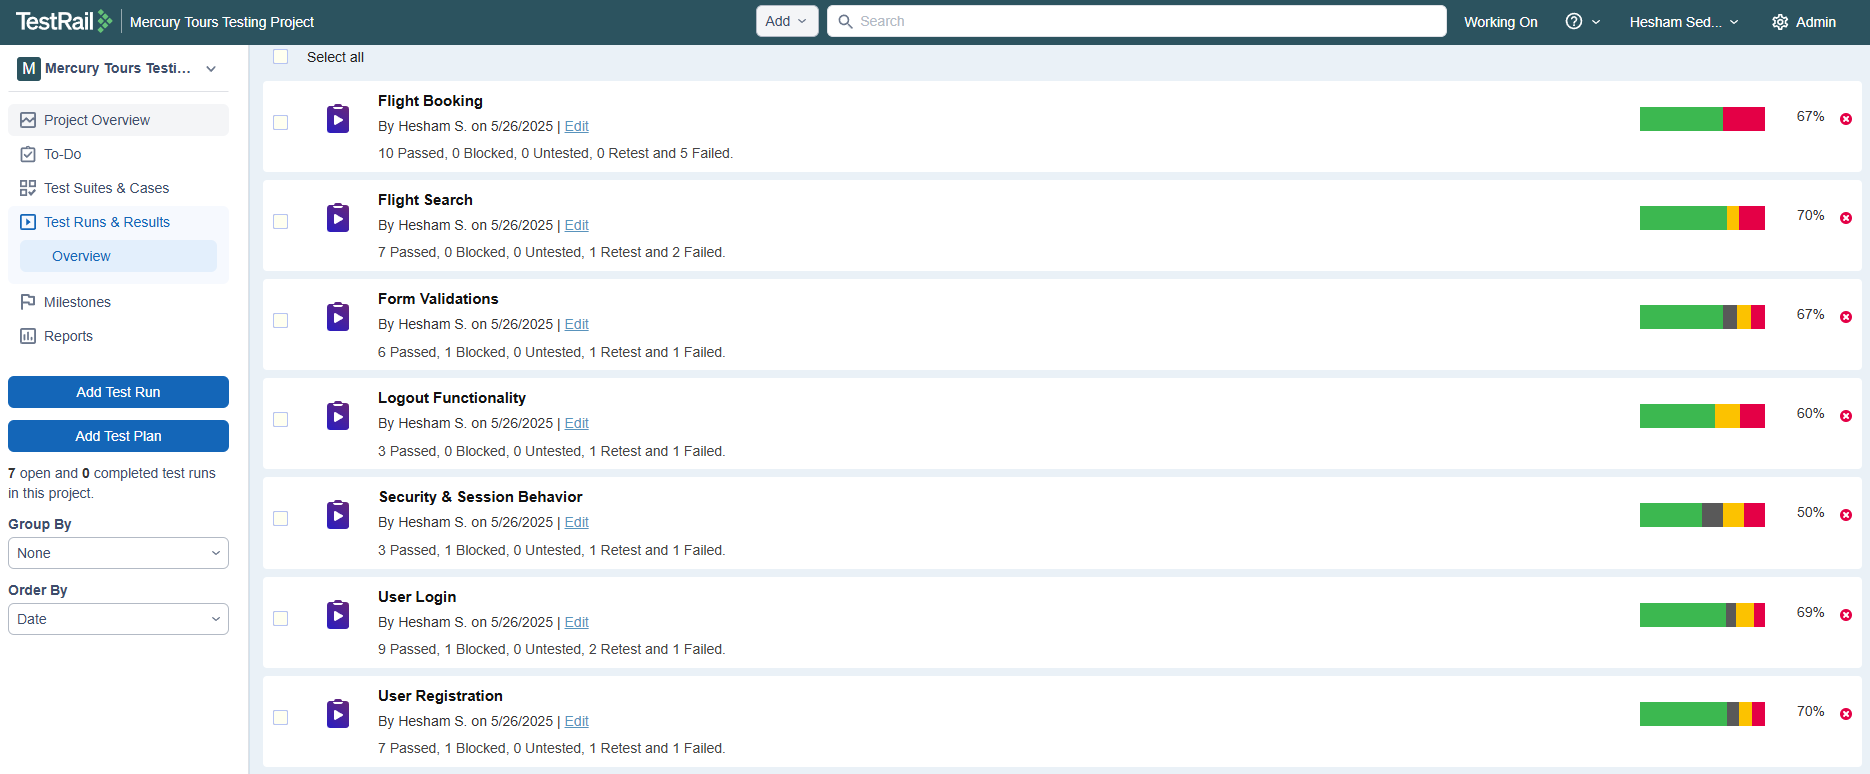 TestRail
Mercury Tours Testing Project
Add
Search
Working On
Hesham Sed...
Admin
M Mercury Tours Testi...
Project Overview
To-Do
Test Suites & Cases
Test Runs & Results
Overview
Milestones
Reports
Add Test Run
Add Test Plan
7 open and 0 completed test runs
in this project.
Group By
None
Order By
Date
Select all
Flight Booking
By Hesham S. on 5/26/2025 | Edit
10 Passed, 0 Blocked, 0 Untested, 0 Retest and 5 Failed.
67%
Flight Search
By Hesham S. on 5/26/2025 | Edit
7 Passed, 0 Blocked, 0 Untested, 1 Retest and 2 Failed.
70%
Form Validations
By Hesham S. on 5/26/2025 | Edit
6 Passed, 1 Blocked, 0 Untested, 1 Retest and 1 Failed.
67%
Logout Functionality
By Hesham S. on 5/26/2025 | Edit
3 Passed, 0 Blocked, 0 Untested, 1 Retest and 1 Failed.
60%
Security & Session Behavior
By Hesham S. on 5/26/2025 | Edit
3 Passed, 1 Blocked, 0 Untested, 1 Retest and 1 Failed.
50%
User Login
By Hesham S. on 5/26/2025 | Edit
9 Passed, 1 Blocked, 0 Untested, 2 Retest and 1 Failed.
69%
User Registration
By Hesham S. on 5/26/2025 | Edit
7 Passed, 1 Blocked, 0 Untested, 1 Retest and 1 Failed.
70%